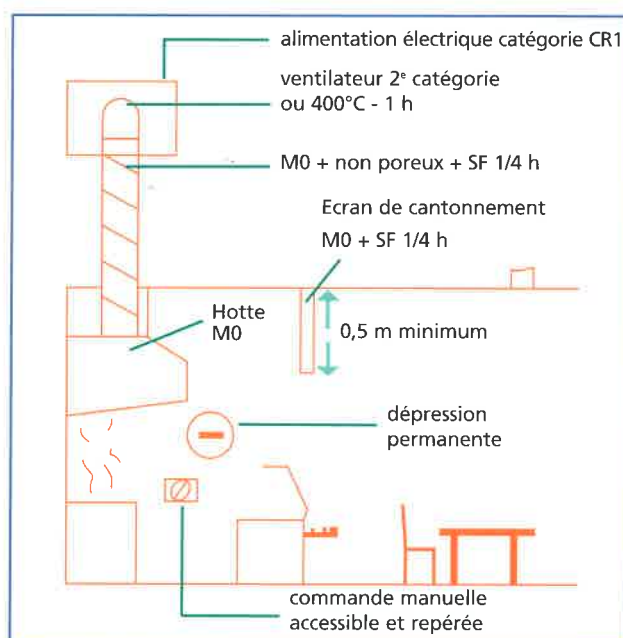 alimentation électrique catégorie CR1
ventilateur 2e catégorie
ou 400°C - 1 h
M0 + non poreux + SF 1/4 h
Ecran de cantonnement
M0 + SF 1/4 h
Hotte
M0
0,5 m minimum
dépression
permanente
commande manuelle
accessible et repérée